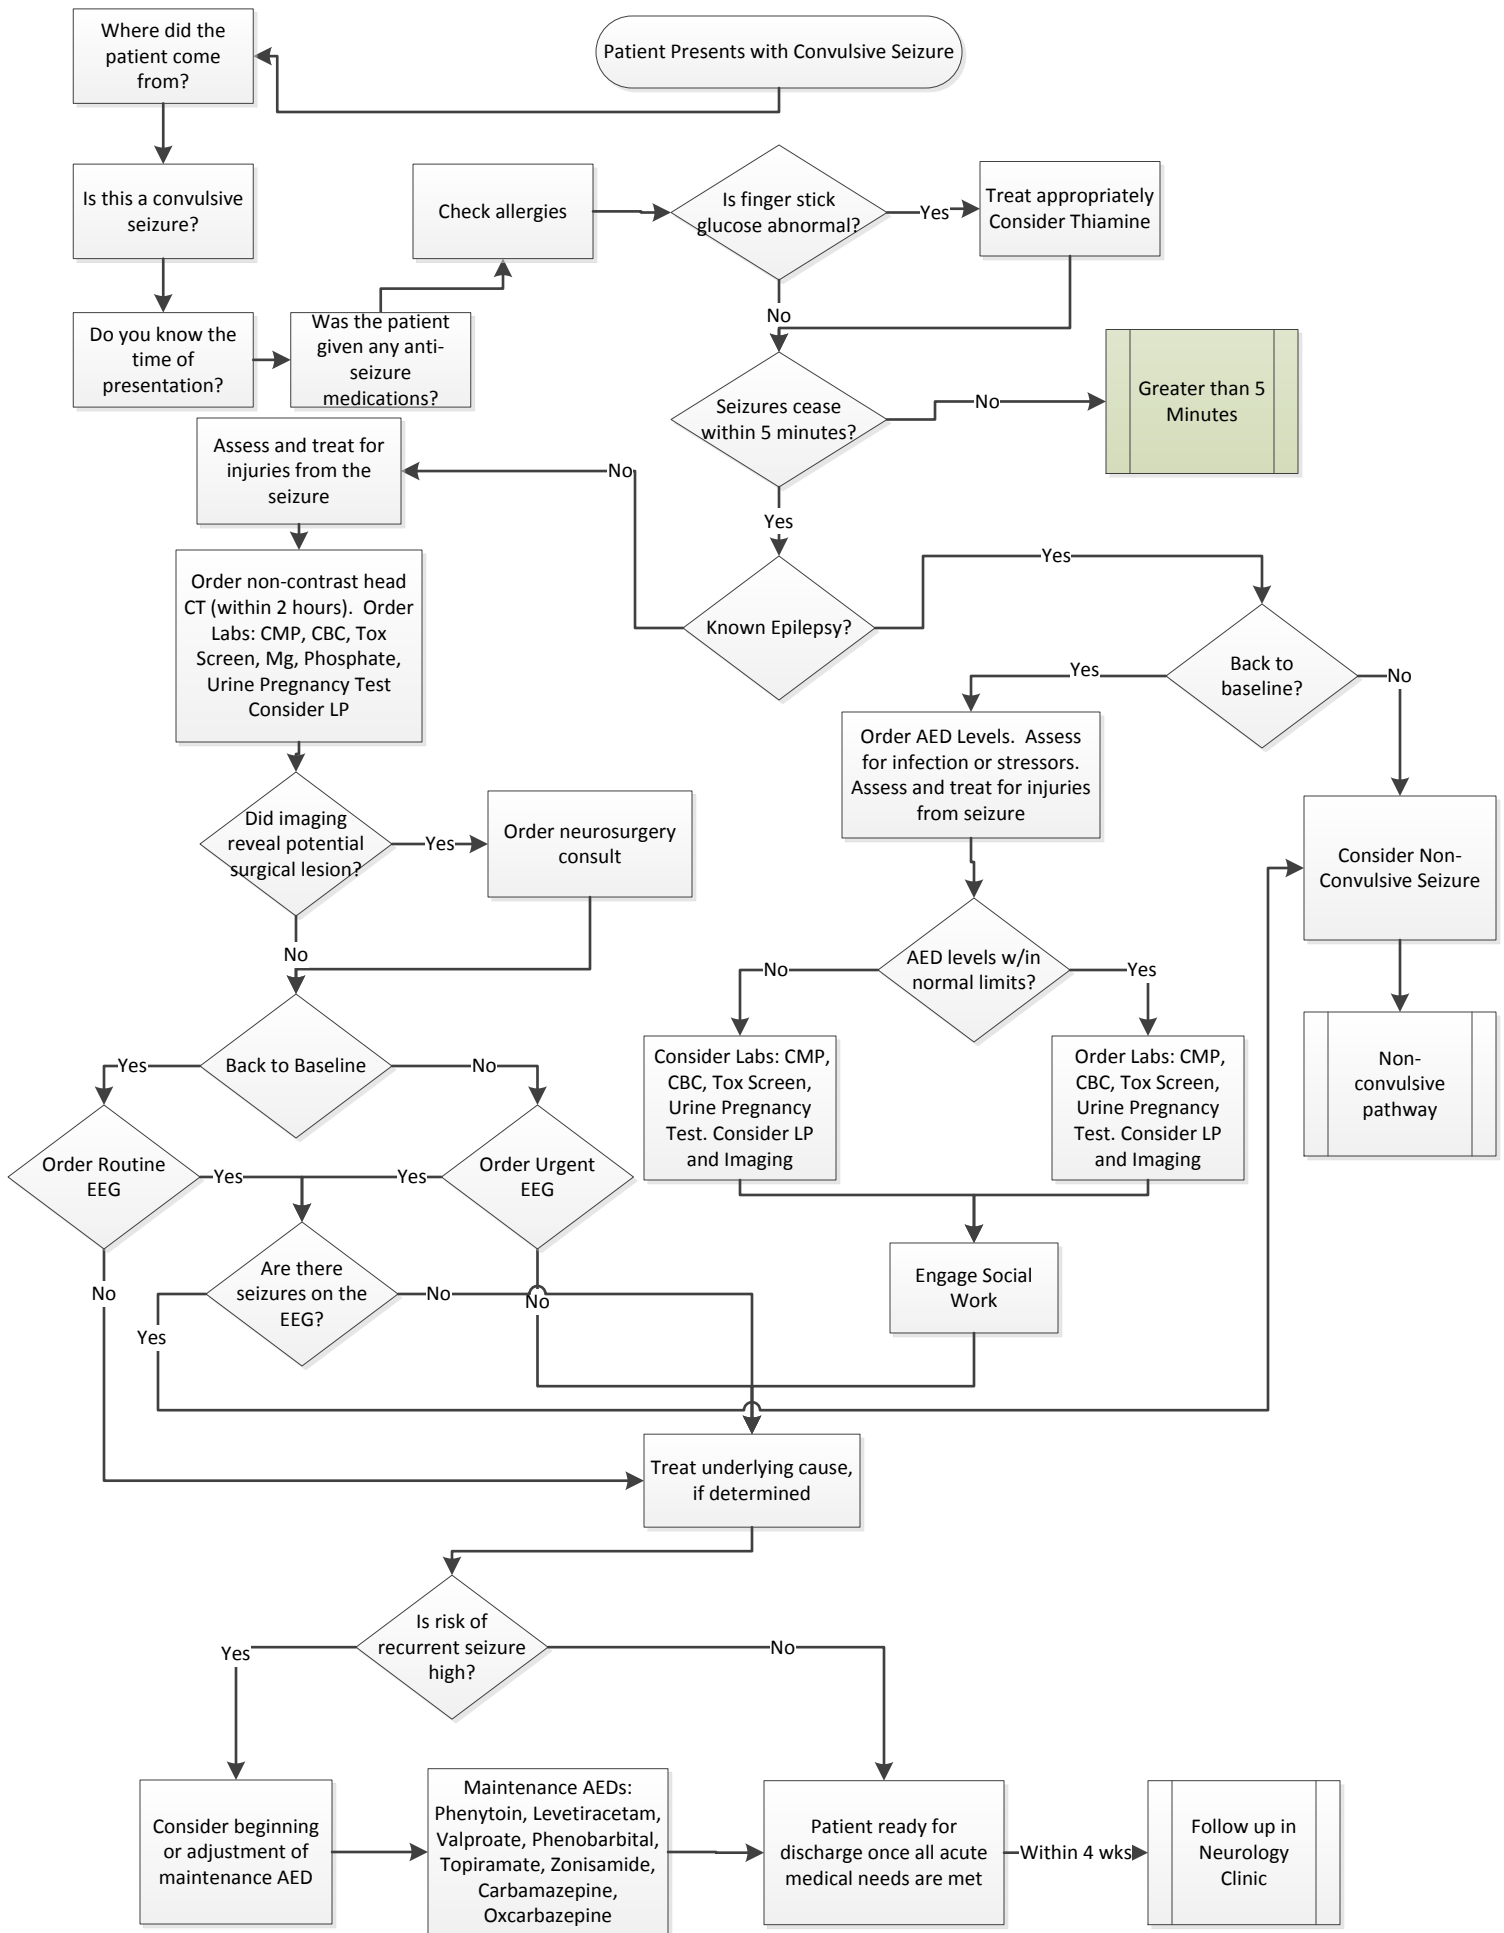 Where did the
patient come
from?
Patient Presents with Convulsive Seizure
Is this a convulsive
seizure?
Check allergies
Is finger stick
glucose abnormal?
Yes
Treat appropriately
Consider Thiamine
No
Do you know the
time of
presentation?
Was the patient
given any anti-
seizure
medications?
Seizures cease
within 5 minutes?
No
Greater than 5
Minutes
Yes
Assess and treat for
injuries from the
seizure
No
Known Epilepsy?
Yes
Order non-contrast head
CT (within 2 hours). Order
Labs: CMP, CBC, Tox
Screen, Mg, Phosphate,
Urine Pregnancy Test
Consider LP
Back to
baseline?
Yes
No
Order AED Levels. Assess
for infection or stressors.
Assess and treat for injuries
from seizure
Did imaging
reveal potential
surgical lesion?
Yes
Order neurosurgery
consult
No
Consider Non-
Convulsive Seizure
AED levels w/in
normal limits?
No
Yes
Consider Labs: CMP,
CBC, Tox Screen,
Urine Pregnancy
Test. Consider LP
and Imaging
Order Labs: CMP,
CBC, Tox Screen,
Urine Pregnancy
Test. Consider LP
and Imaging
Non-
convulsive
pathway
Back to Baseline
Yes
No
Order Routine
EEG
Yes
Yes
Order Urgent
EEG
No
Are there
seizures on the
EEG?
No
No
Yes
Engage Social
Work
Treat underlying cause,
if determined
Is risk of
recurrent seizure
high?
Yes
No
Consider beginning
or adjustment of
maintenance AED
Maintenance AEDs:
Phenytoin, Levetiracetam,
Valproate, Phenobarbital,
Topiramate, Zonisamide,
Carbamazepine,
Oxcarbazepine
Patient ready for
discharge once all acute
medical needs are met
Within 4 wks
Follow up in
Neurology
Clinic